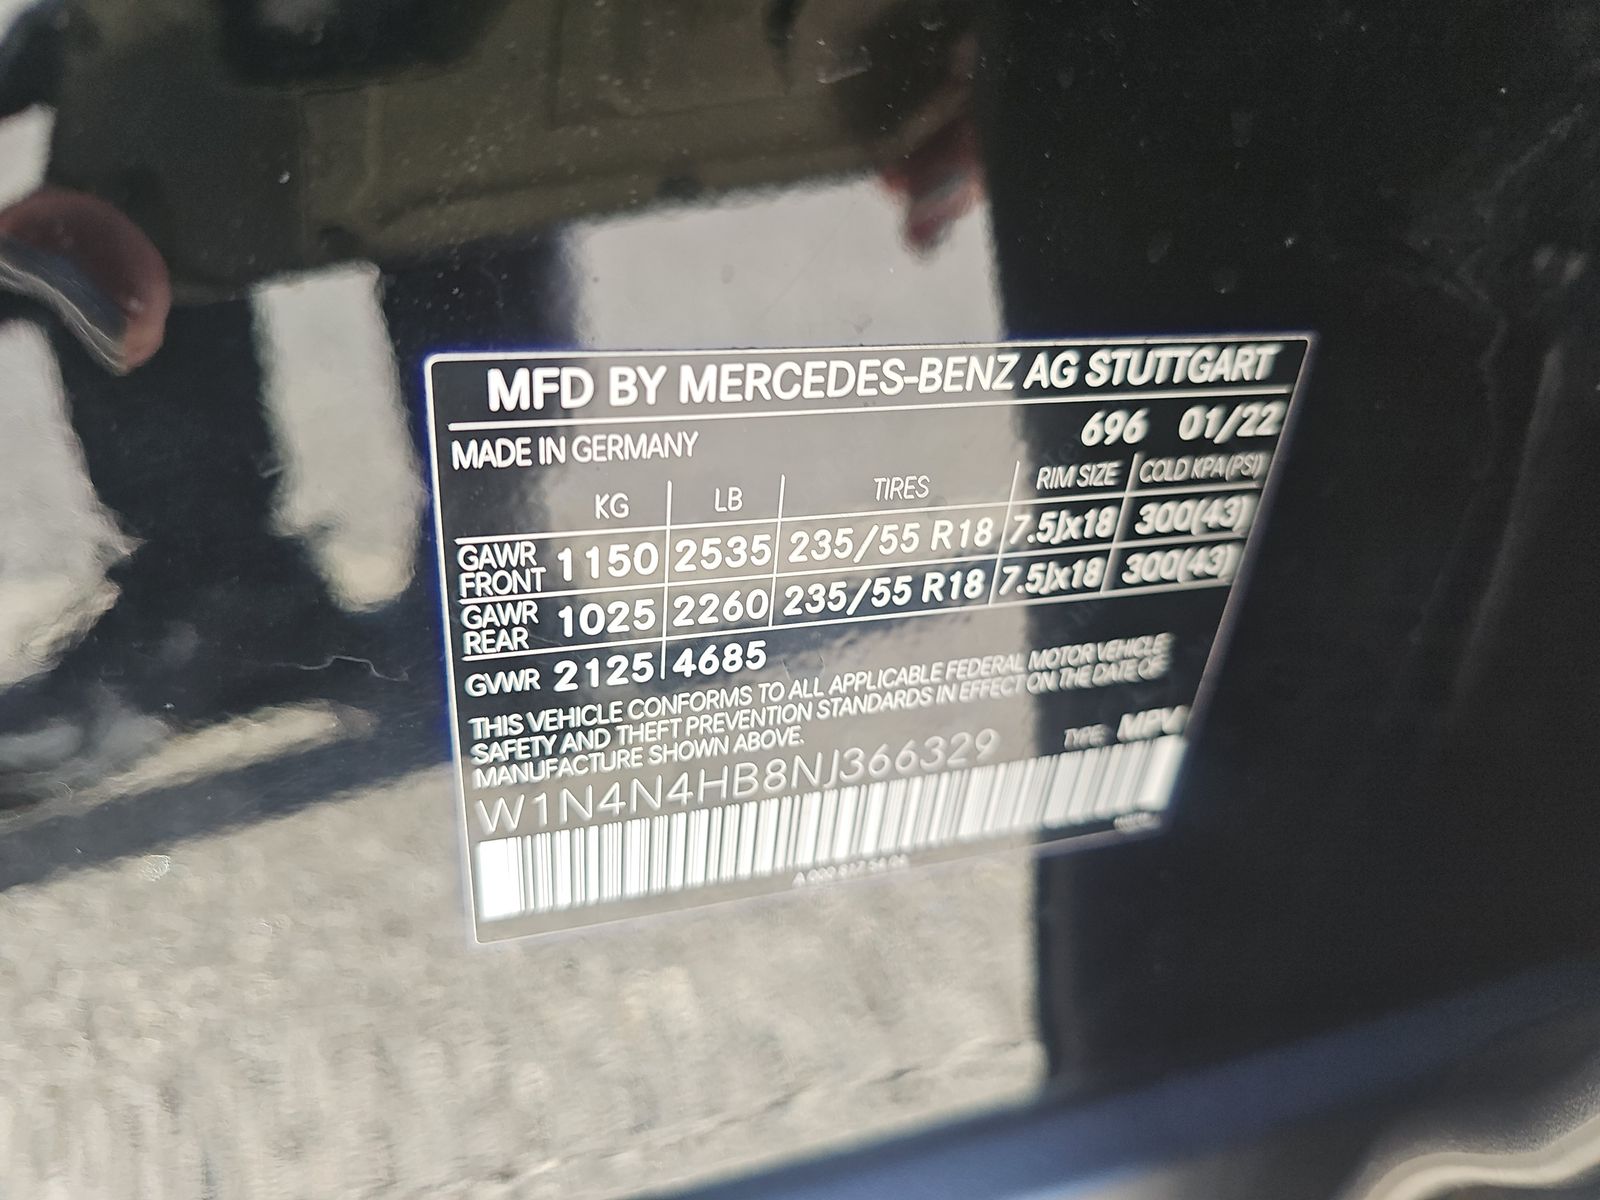 MFD BY MERCEDES-BENZ AG STUTTGART
MADE IN GERMANY 696 01/22
KG LB TIRES RIM SIZE COLD KPA(PSI)
GAWR FRONT 1150 2535 235/55 R18 7.5Jx18 300(43)
GAWR REAR 1025 2260 235/55 R18 7.5Jx18 300(43)
GVWR 2125 4685
THIS VEHICLE CONFORMS TO ALL APPLICABLE FEDERAL MOTOR VEHICLE
SAFETY AND THEFT PREVENTION STANDARDS IN EFFECT ON THE DATE OF
MANUFACTURE SHOWN ABOVE.
TYPE: MPV
W1N4N4HB8NJ366329